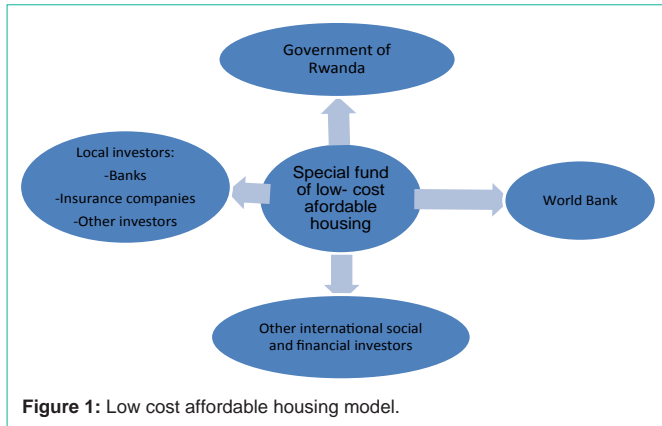 Government of
Rwanda
Local investors:
-Banks
-Insurance companies
-Other investors
Special fund
of low- cost
afordable
housing
World Bank
Other international social
and financial investors
Figure 1: Low cost affordable housing model.